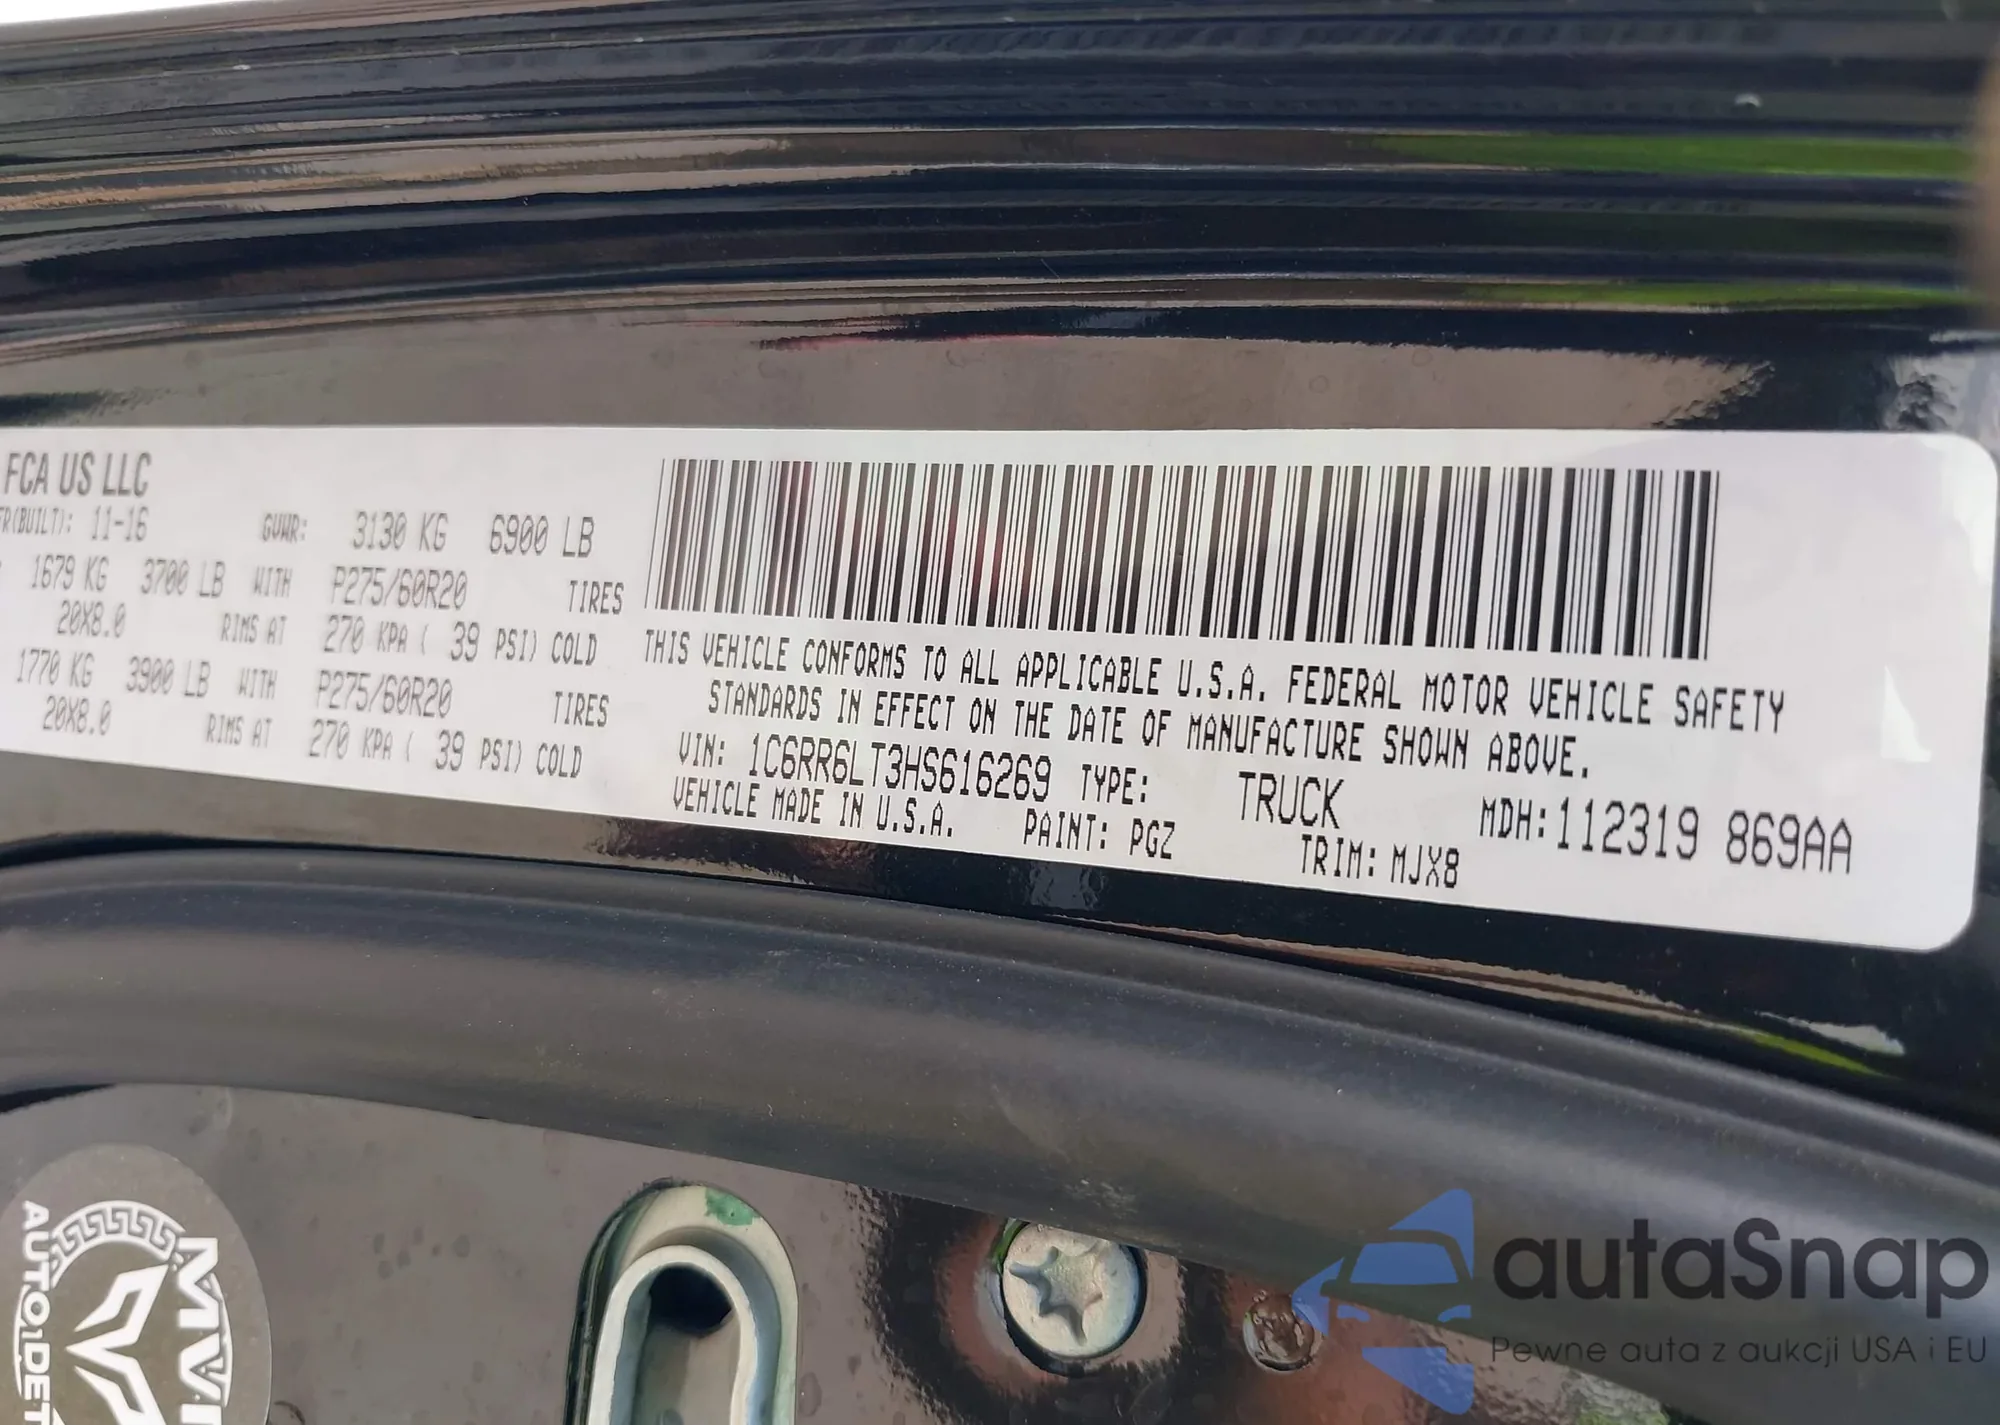 FCA US LLC
FR(BUILT): 11-16 GVWR: 3130 KG 6900 LB
1679 KG 3700 LB WITH P275/60R20 TIRES
20X8.0 RIMS AT 270 KPA ( 39 PSI) COLD
1770 KG 3900 LB WITH P275/60R20 TIRES
20X8.0 RIMS AT 270 KPA ( 39 PSI) COLD
THIS VEHICLE CONFORMS TO ALL APPLICABLE U.S.A. FEDERAL MOTOR VEHICLE SAFETY
STANDARDS IN EFFECT ON THE DATE OF MANUFACTURE SHOWN ABOVE.
VIN: 1C6RR6LT3HS616269 TYPE: TRUCK MDH:112319 869AA
VEHICLE MADE IN U.S.A. PAINT: PGZ TRIM: MJX8
AUTO DET
autaSnap
Pewne auta z aukcji USA i EU